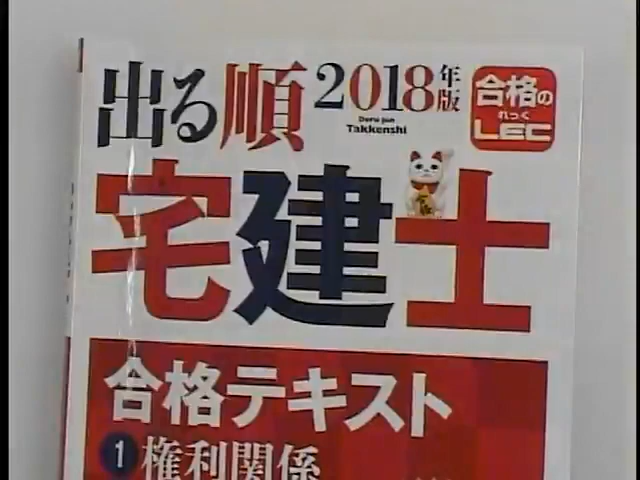 出る順 2018年版
Deru jun
Takkenshi
合格の
れっく
LEC
宅建士
合格テキスト
1 権利関係